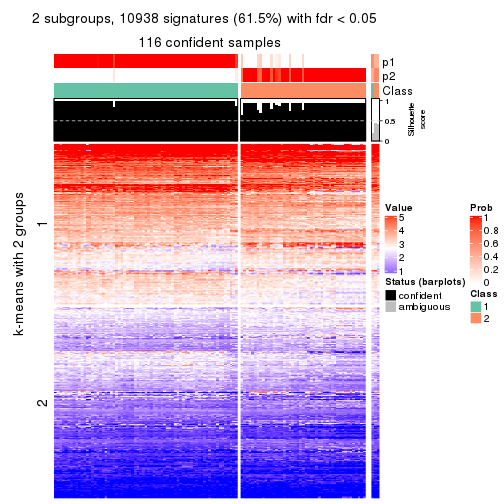 2 subgroups, 10938 signatures (61.5%) with fdr < 0.05
116 confident samples
p1
p2
Class
1
0.5
0
Silhouette
score
k-means with 2 groups
1
2
Value
5
4
3
2
1
Prob
1
0.8
0.6
0.4
0.2
0
Status (barplots)
confident
ambiguous
Class
1
2